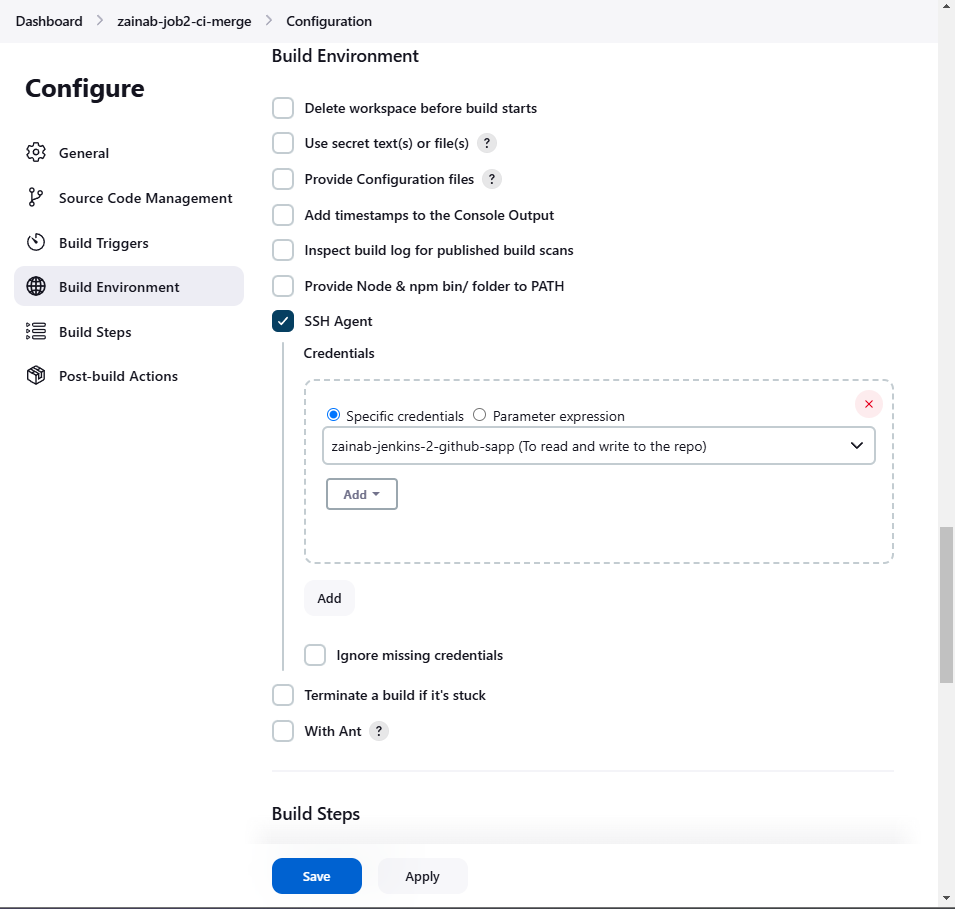 Dashboard > zainab-job2-ci-merge > Configuration
Configure
General
Source Code Management
Build Triggers
Build Environment
Build Steps
Post-build Actions
Build Environment
Delete workspace before build starts
Use secret text(s) or file(s) ?
Provide Configuration files ?
Add timestamps to the Console Output
Inspect build log for published build scans
Provide Node & npm bin/ folder to PATH
SSH Agent
Credentials
Specific credentials Parameter expression
zainab-jenkins-2-github-sapp (To read and write to the repo)
Add
Add
Ignore missing credentials
Terminate a build if it's stuck
With Ant ?
Build Steps
Save Apply